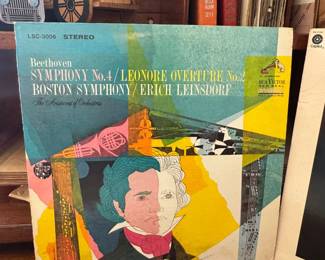 LSC-3006 STEREO
Beethoven
SYMPHONY No.4/LEONORE OVERTURE No.2
BOSTON SYMPHONY/ERICH LEINSDORF
The Aristocrat of Orchestras
RCA VICTOR